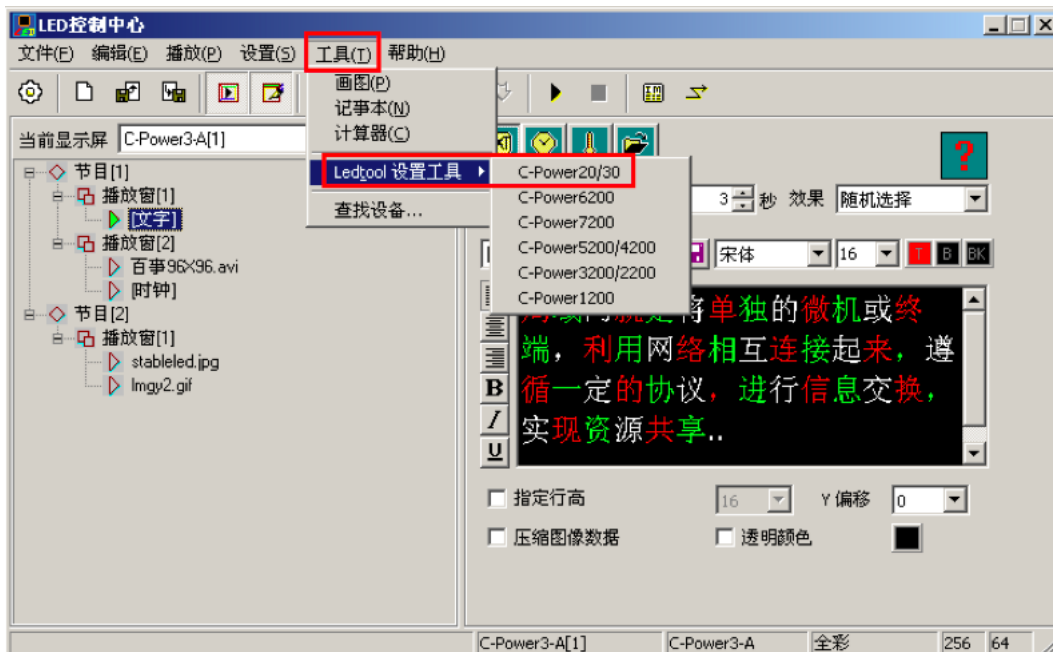 LED控制中心
文件(F) 编辑(E) 播放(P) 设置(S) 工具(T) 帮助(H)
画图(P)
记事本(N)
计算器(C)
Ledtool 设置工具
查找设备...
C-Power20/30
C-Power6200
C-Power7200
C-Power5200/4200
C-Power3200/2200
C-Power1200
当前显示屏 C-Power3-A[1]
节目[1]
播放窗[1]
[文字]
播放窗[2]
百事96X96.avi
[时钟]
节目[2]
播放窗[1]
stableled.jpg
lmgy2.gif
?
3 秒 效果 随机选择
宋体 16 T B BK
将单独的微机或终
端，利用网络相互连接起来，遵
循一定的协议，进行信息交换，
实现资源共享..
B
I
U
指定行高 16 Y 偏移 0
压缩图像数据 透明颜色
C-Power3-A[1] C-Power3-A 全彩 256 64